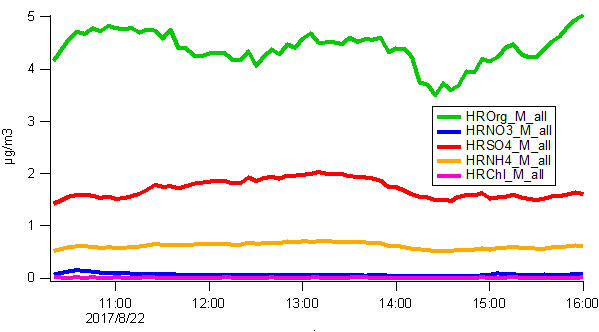 5
4
3
2
1
0
µg/m3
HROrg_M_all
HRNO3_M_all
HRSO4_M_all
HRNH4_M_all
HRChl_M_all
11:00 12:00 13:00 14:00 15:00 16:00
2017/8/22